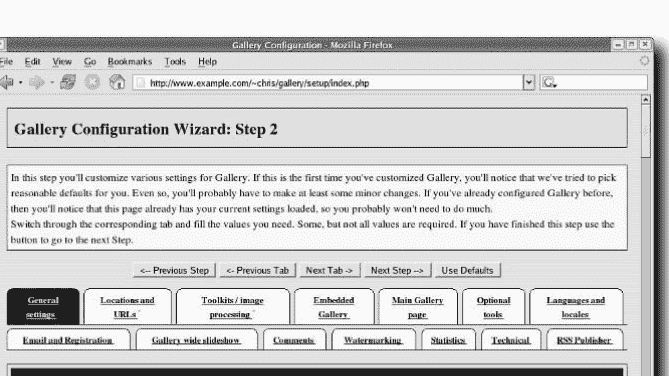 Gallery Configuration - Mozilla Firefox
File Edit View Go Bookmarks Tools Help
http://www.example.com/~chris/gallery/setup/index.php
G
Gallery Configuration Wizard: Step 2
In this step you'll customize various settings for Gallery. If this is the first time you've customized Gallery, you'll notice that we've tried to pick
reasonable defaults for you. Even so, you'll probably have to make at least some minor changes. If you've already configured Gallery before,
then you'll notice that this page already has your current settings loaded, so you probably won't need to do much.
Switch through the corresponding tab and fill the values you need. Some, but not all values are required. If you have finished this step use the
button to go to the next Step.
<-- Previous Step <- Previous Tab Next Tab -> Next Step --> Use Defaults
General settings Locations and URLs Toolkits / image processing Embedded Gallery Main Gallery page Optional tools Languages and locales
Email and Registration Gallery wide slideshow Comments Watermarking Statistics Technical RSS Publisher